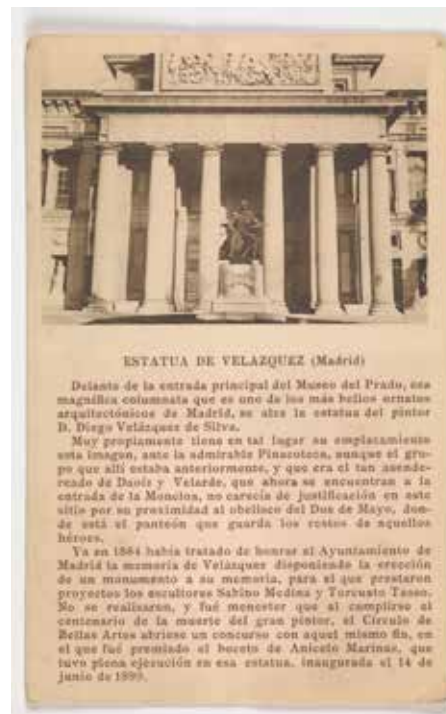 ESTATUA DE VELAZQUEZ (Madrid)
Delante de la entrada principal del Museo del Prado, esa
magnífica columnata que es uno de los más bellos ornatos
arquitectónicos de Madrid, se alza la estatua del pintor
D. Diego Velázquez de Silva.
Muy propiamente tiene en tal lugar su emplazamiento
esta imagen, ante la admirable Pinacoteca, aunque el gru-
po que allí estaba anteriormente, y que era el tan asende-
reado de Daoiz y Velarde, que ahora se encuentran a la
entrada de la Moncloa, no carecía de justificación en este
sitio por su proximidad al obelisco del Dos de Mayo, don-
de está el panteón que guarda los restos de aquellos
héroes.
Ya en 1884 había tratado de honrar el Ayuntamiento de
Madrid la memoria de Velázquez disponiendo la erección
de un monumento a su memoria, para el que prestaron
proyectos los escultores Sabino Medina y Torcuato Tasso.
No se realizaron, y fué menester que al cumplirse el
centenario de la muerte del gran pintor, el Círculo de
Bellas Artes abriese un concurso con aquel mismo fin, en
el que fué premiado el boceto de Aniceto Marinas, que
tuvo plena ejecución en esa estatua, inaugurada el 14 de
junio de 1899.